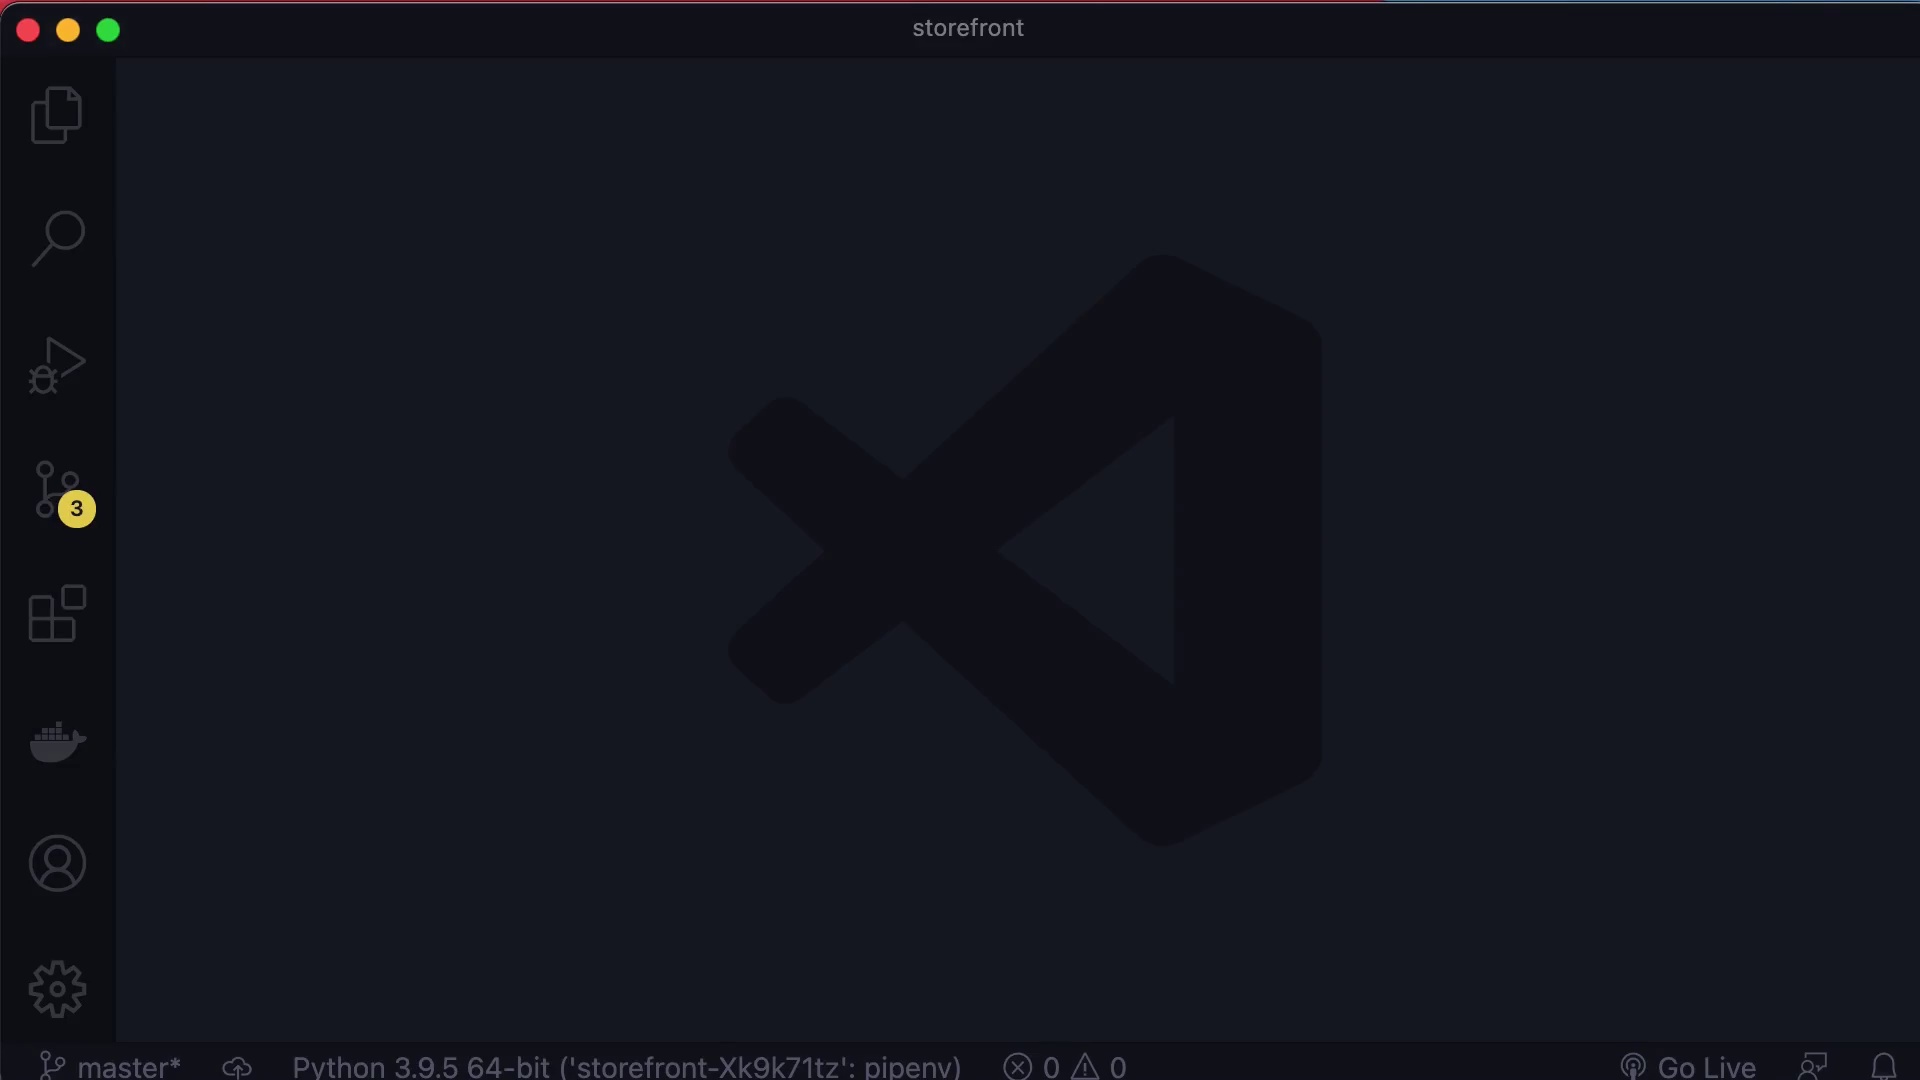 storefront
3
master*
Python 3.9.5 64-bit ('storefront-Xk9k71tz': pipenv)
0
0
Go Live